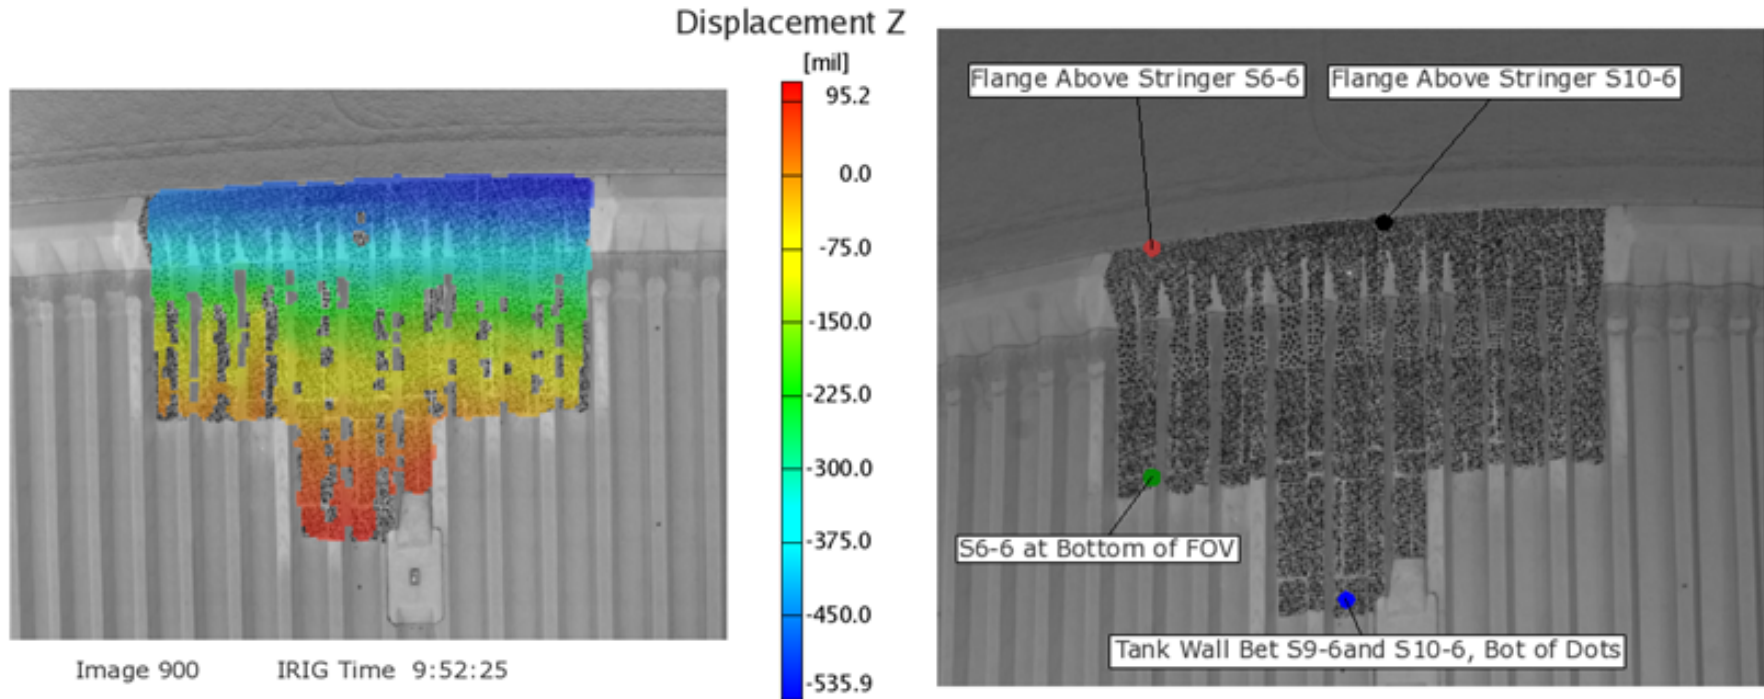 Displacement Z
[mil]
95.2
0.0
-75.0
-150.0
-225.0
-300.0
-375.0
-450.0
-535.9
Image 900 IRIG Time 9:52:25
Flange Above Stringer S6-6
Flange Above Stringer S10-6
S6-6 at Bottom of FOV
Tank Wall Bet S9-6and S10-6, Bot of Dots